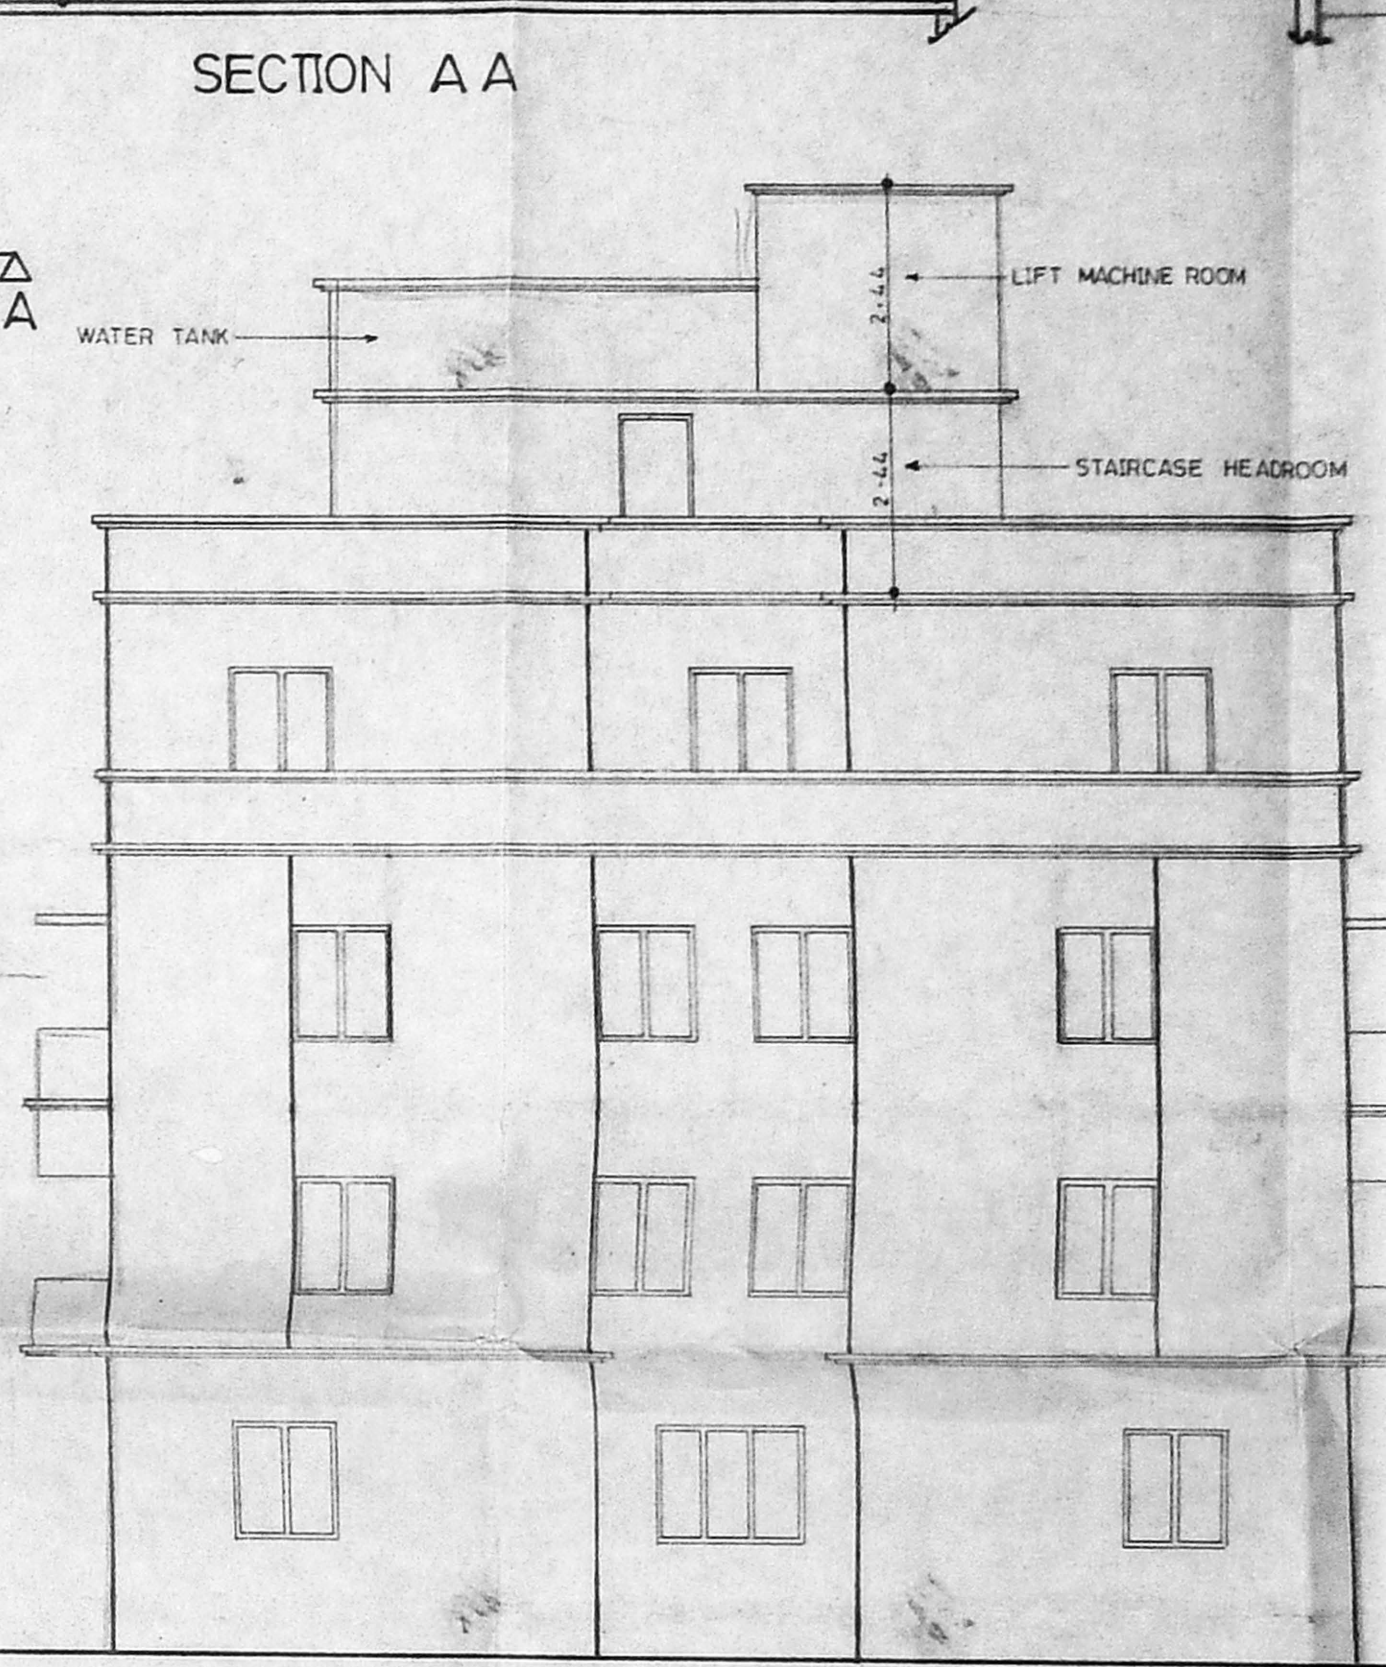 SECTION A A
A
LIFT MACHINE ROOM
2.44
WATER TANK
STAIRCASE HEADROOM
2.44